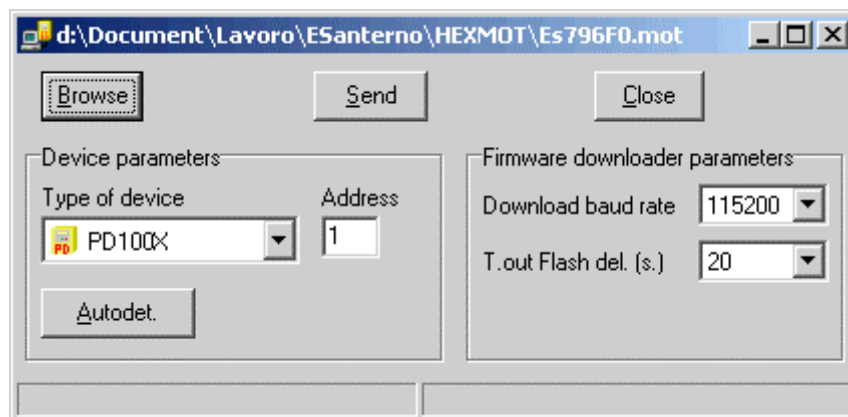 d:\Document\Lavoro\ESanterno\HEXMOT\Es796F0.mot
Browse Send Close
Device parameters
Type of device Address
PD PD100X 1
Autodet.
Firmware downloader parameters
Download baud rate 115200
T.out Flash del. (s.) 20